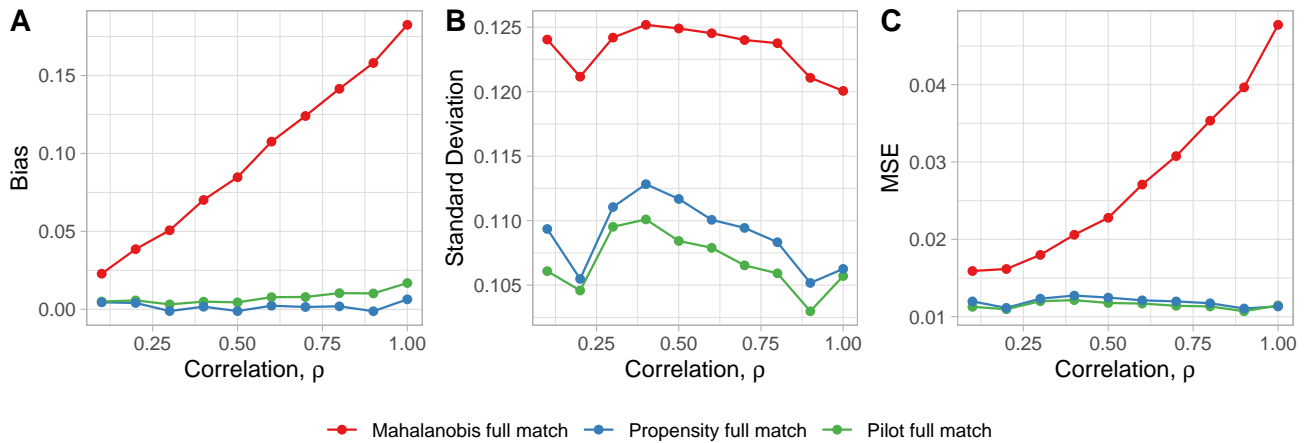 A
B
C
Bias
0.15
0.10
0.05
0.00
0.25
0.50
0.75
1.00
Correlation, ρ
Standard Deviation
0.125
0.120
0.115
0.110
0.105
0.25
0.50
0.75
1.00
Correlation, ρ
MSE
0.04
0.03
0.02
0.01
0.25
0.50
0.75
1.00
Correlation, ρ
Mahalanobis full match
Propensity full match
Pilot full match